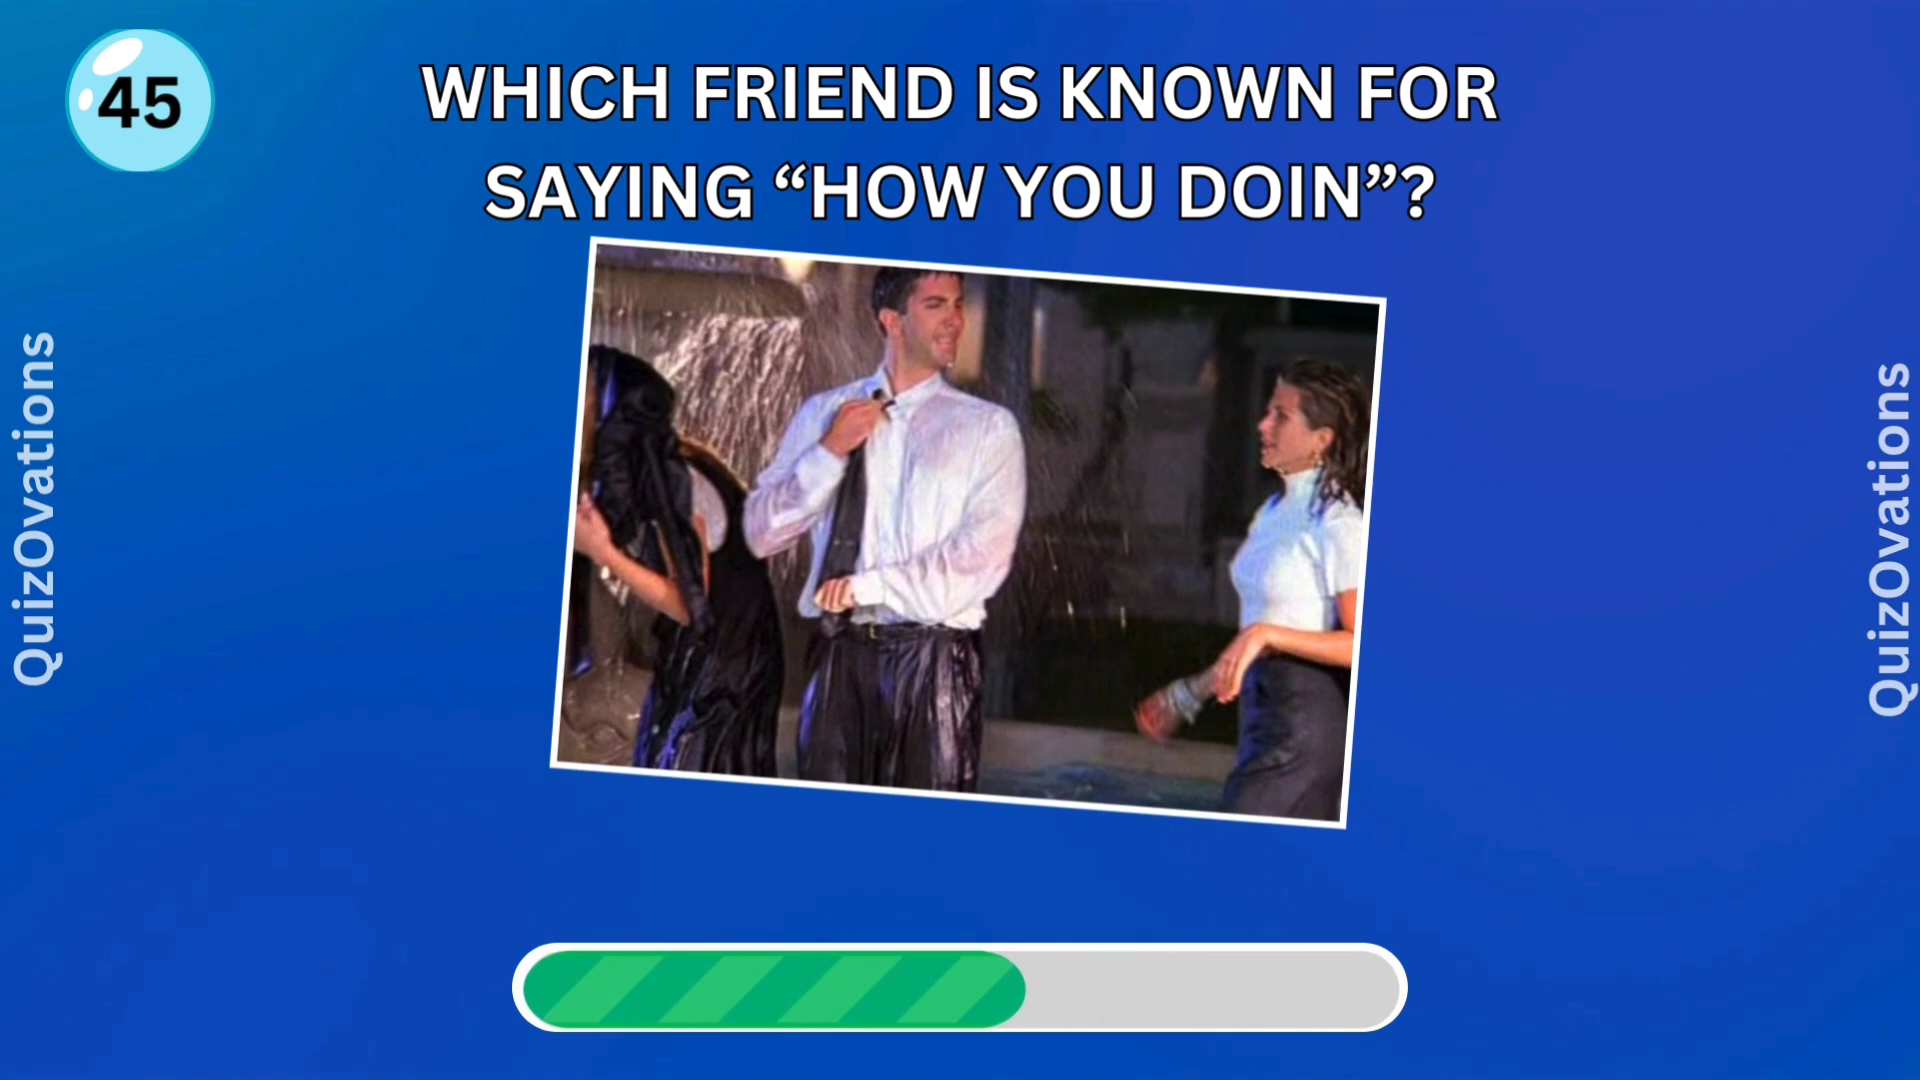 45
WHICH FRIEND IS KNOWN FOR
SAYING “HOW YOU DOIN”?
QuizOvations
QuizOvations